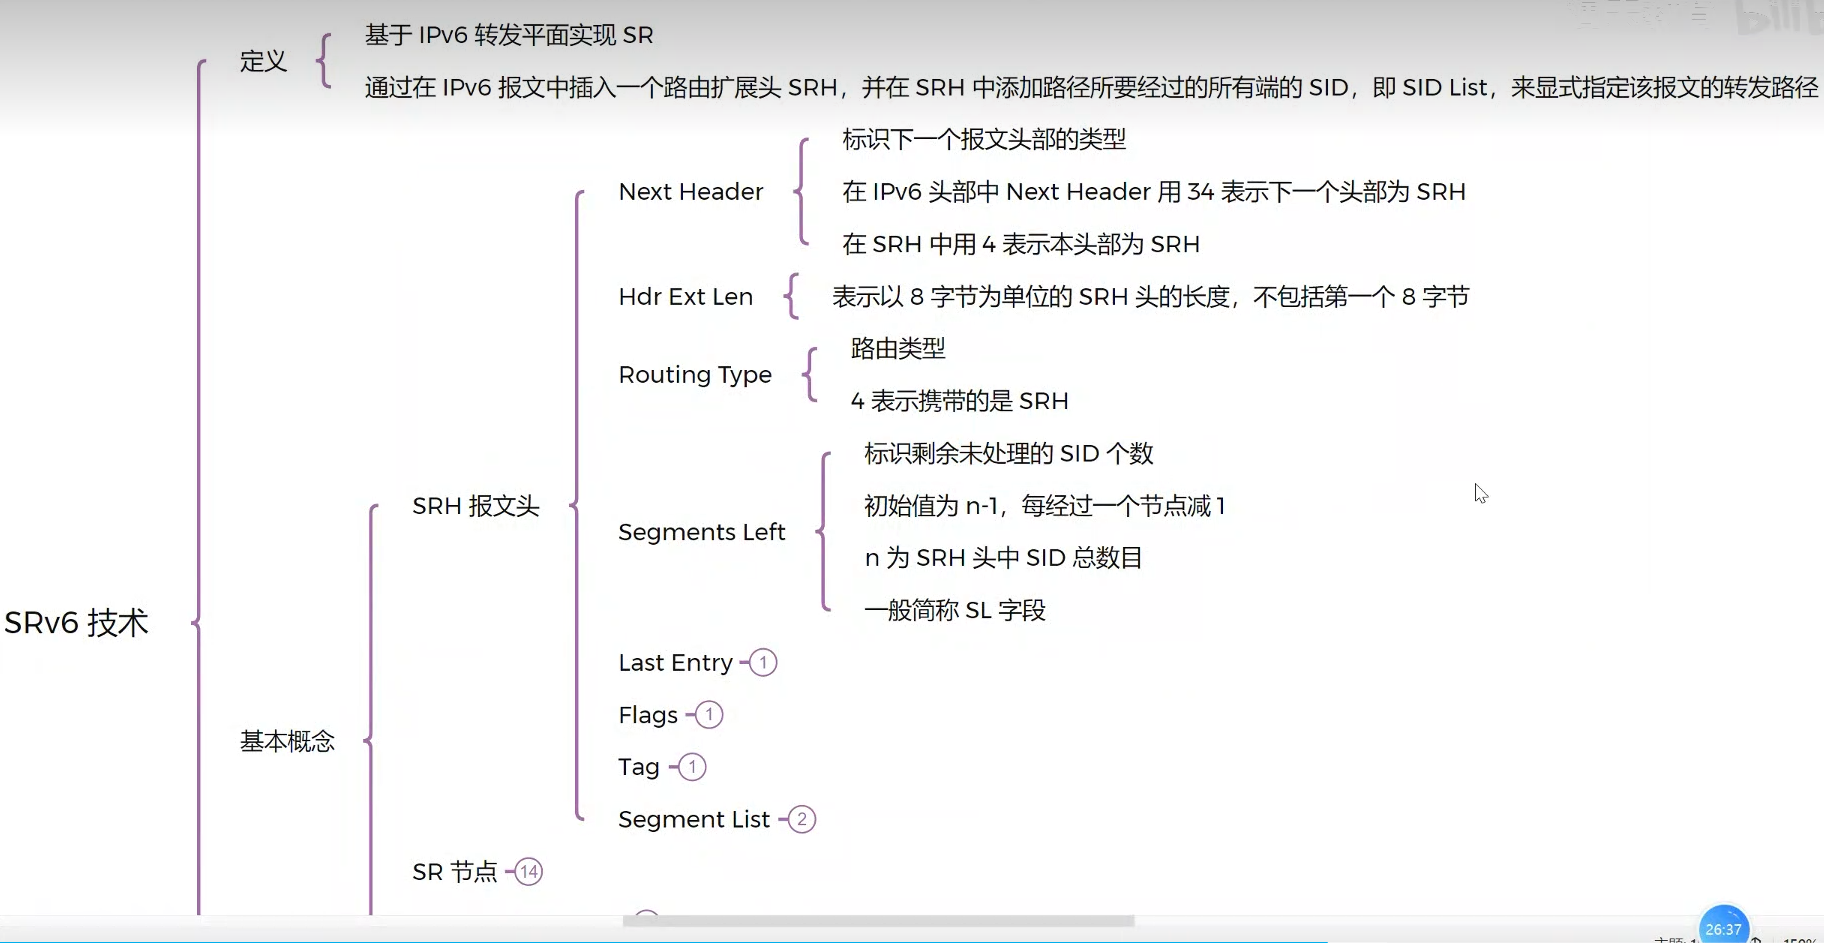 定义
基于 IPv6 转发平面实现 SR
通过在 IPv6 报文中插入一个路由扩展头 SRH，并在 SRH 中添加路径所要经过的所有端的 SID，即 SID List，来显式指定该报文的转发路径
SRv6 技术
基本概念
SRH 报文头
Next Header
标识下一个报文头部的类型
在 IPv6 头部中 Next Header 用 34 表示下一个头部为 SRH
在 SRH 中用 4 表示本头部为 SRH
Hdr Ext Len
表示以 8 字节为单位的 SRH 头的长度，不包括第一个 8 字节
Routing Type
路由类型
4 表示携带的是 SRH
Segments Left
标识剩余未处理的 SID 个数
初始值为 n-1，每经过一个节点减 1
n 为 SRH 头中 SID 总数目
一般简称 SL 字段
Last Entry 1
Flags 1
Tag 1
Segment List 2
SR 节点 14
26:37